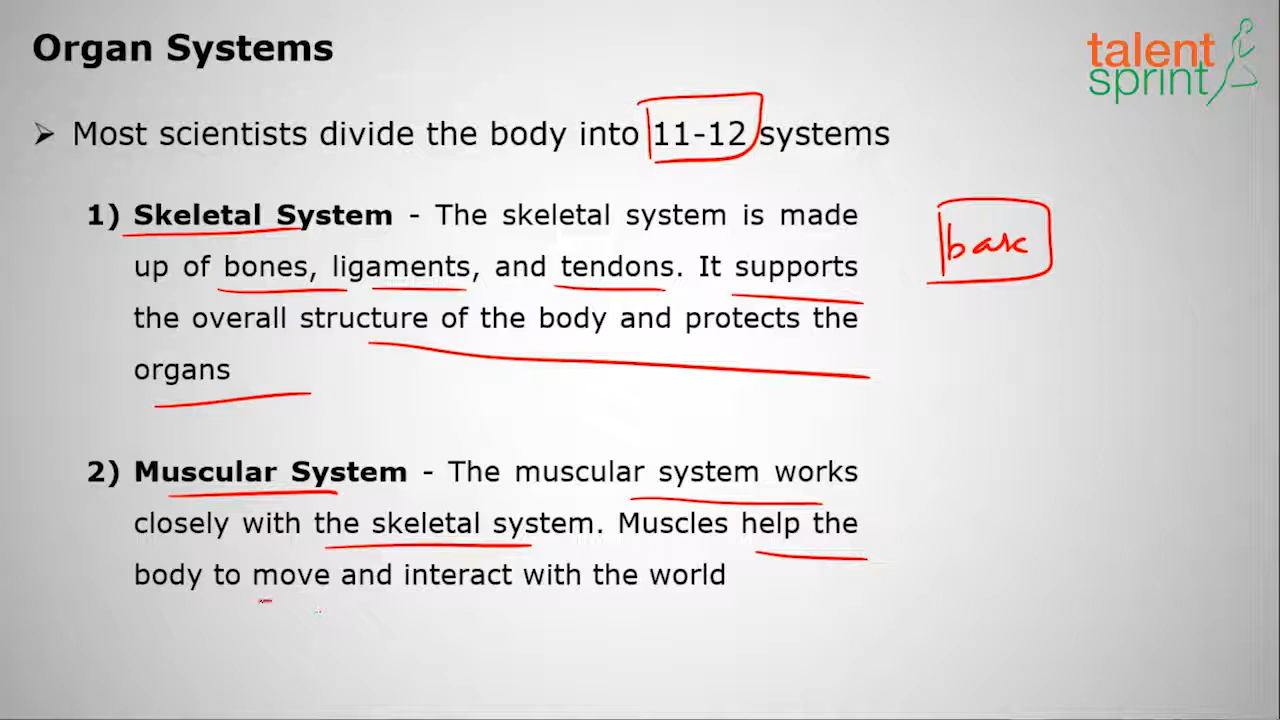 Organ Systems
talent
sprint
➤ Most scientists divide the body into 11-12 systems
1) Skeletal System - The skeletal system is made
up of bones, ligaments, and tendons. It supports
the overall structure of the body and protects the
organs
2) Muscular System - The muscular system works
closely with the skeletal system. Muscles help the
body to move and interact with the world